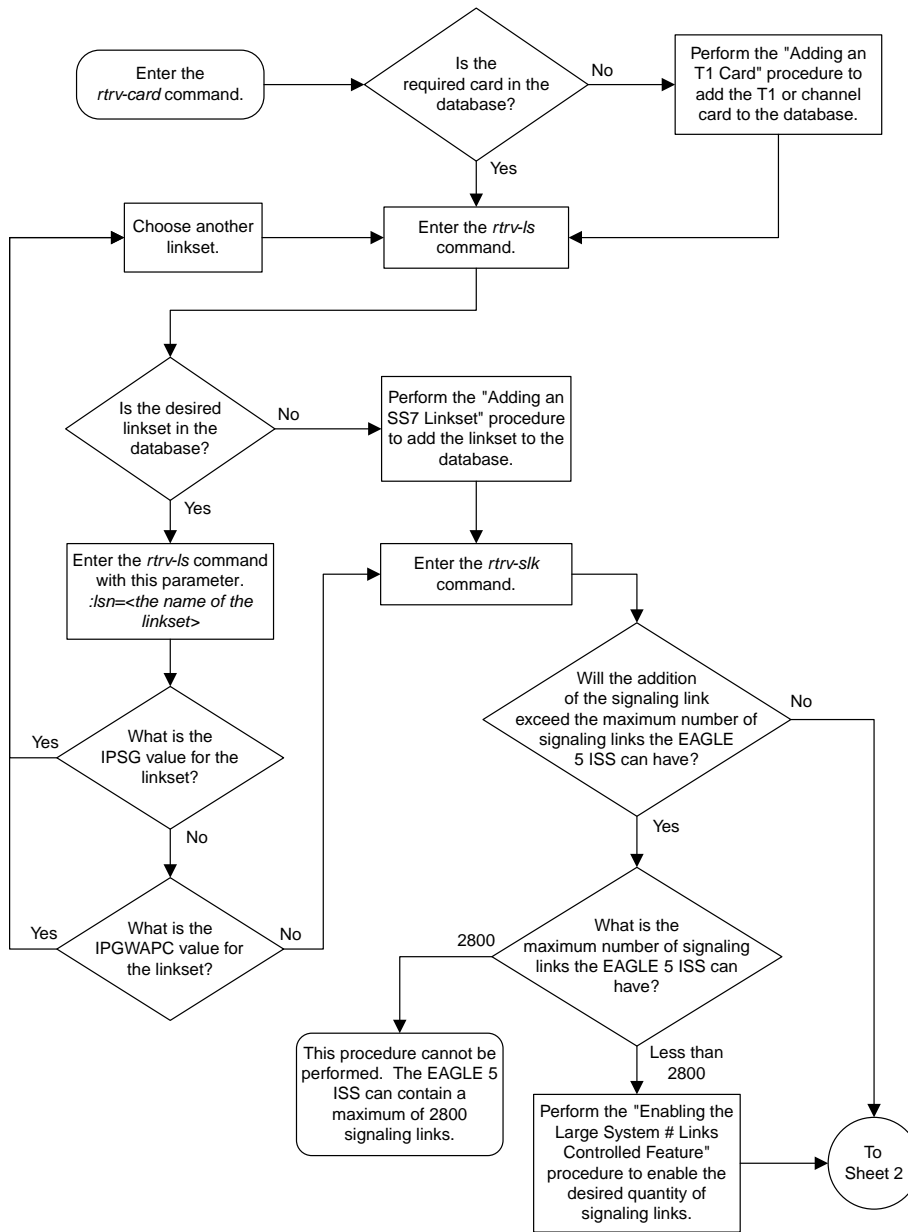 Enter the
rtrv-card command.
Is the
required card in the
database?
No
Perform the "Adding an
T1 Card" procedure to
add the T1 or channel
card to the database.
Yes
Choose another
linkset.
Enter the rtrv-ls
command.
Is the desired
linkset in the
database?
No
Perform the "Adding an
SS7 Linkset" procedure
to add the linkset to the
database.
Yes
Enter the rtrv-ls command
with this parameter.
:lsn=<the name of the
linkset>
Enter the rtrv-slk
command.
Will the addition
of the signaling link
exceed the maximum number of
signaling links the EAGLE
5 ISS can have?
No
Yes
What is the
IPSG value for the
linkset?
Yes
No
What is the
IPGWAPC value for
the linkset?
Yes
No
What is the
maximum number of signaling
links the EAGLE 5 ISS can
have?
2800
This procedure cannot be
performed. The EAGLE 5
ISS can contain a
maximum of 2800
signaling links.
Less than
2800
Perform the "Enabling the
Large System # Links
Controlled Feature"
procedure to enable the
desired quantity of
signaling links.
To
Sheet 2